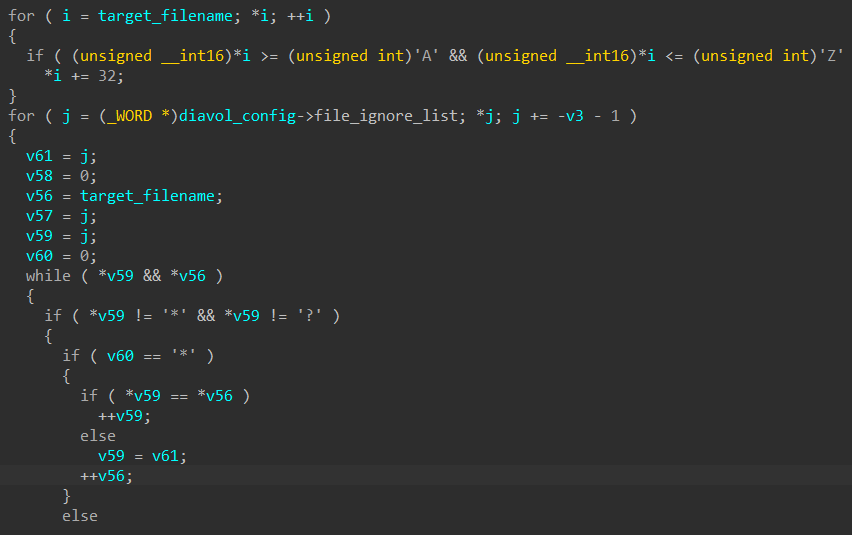 for ( i = target_filename; *i; ++i )
{
  if ( (unsigned __int16)*i >= (unsigned int)'A' && (unsigned __int16)*i <= (unsigned int)'Z'
    *i += 32;
}
for ( j = (_WORD *)diavol_config->file_ignore_list; *j; j += -v3 - 1 )
{
  v61 = j;
  v58 = 0;
  v56 = target_filename;
  v57 = j;
  v59 = j;
  v60 = 0;
  while ( *v59 && *v56 )
  {
    if ( *v59 != '*' && *v59 != '?' )
    {
      if ( v60 == '*' )
      {
        if ( *v59 == *v56 )
          ++v59;
        else
          v59 = v61;
        ++v56;
      }
      else